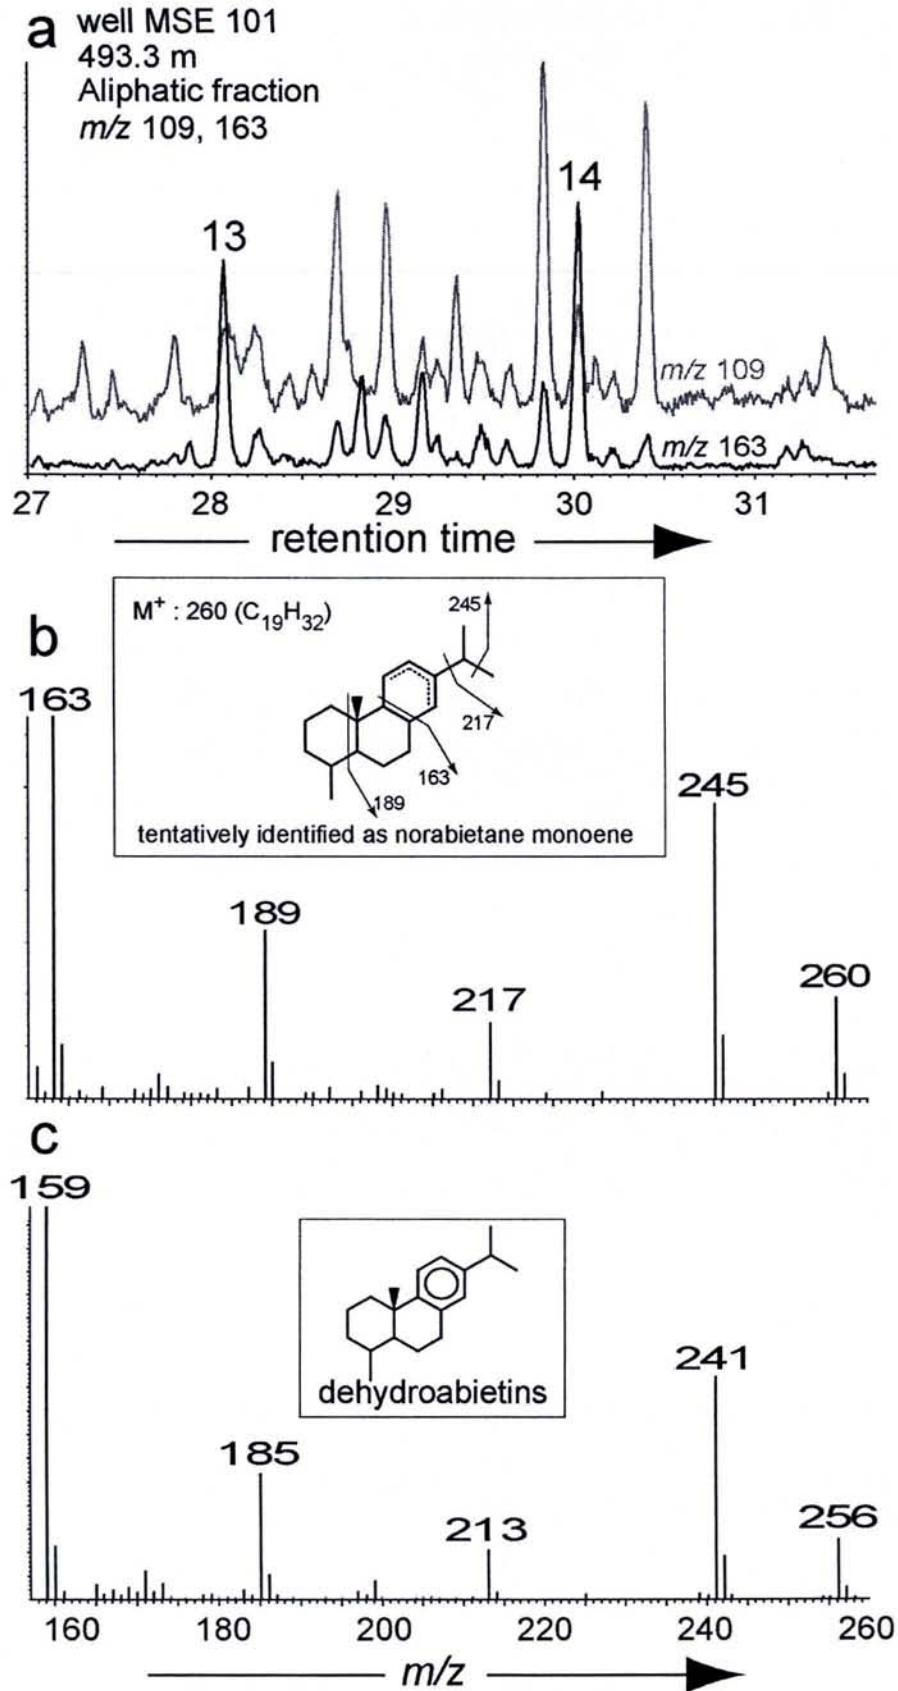 a
well MSE 101
493.3 m
Aliphatic fraction
m/z 109, 163
13
14
m/z 109
m/z 163
27 28 29 30 31
retention time
b
M+ : 260 (C19H32)
245
217
163
189
tentatively identified as norabietane monoene
163
189
217
245
260
c
159
185
213
241
256
dehydroabietins
160 180 200 220 240 260
m/z